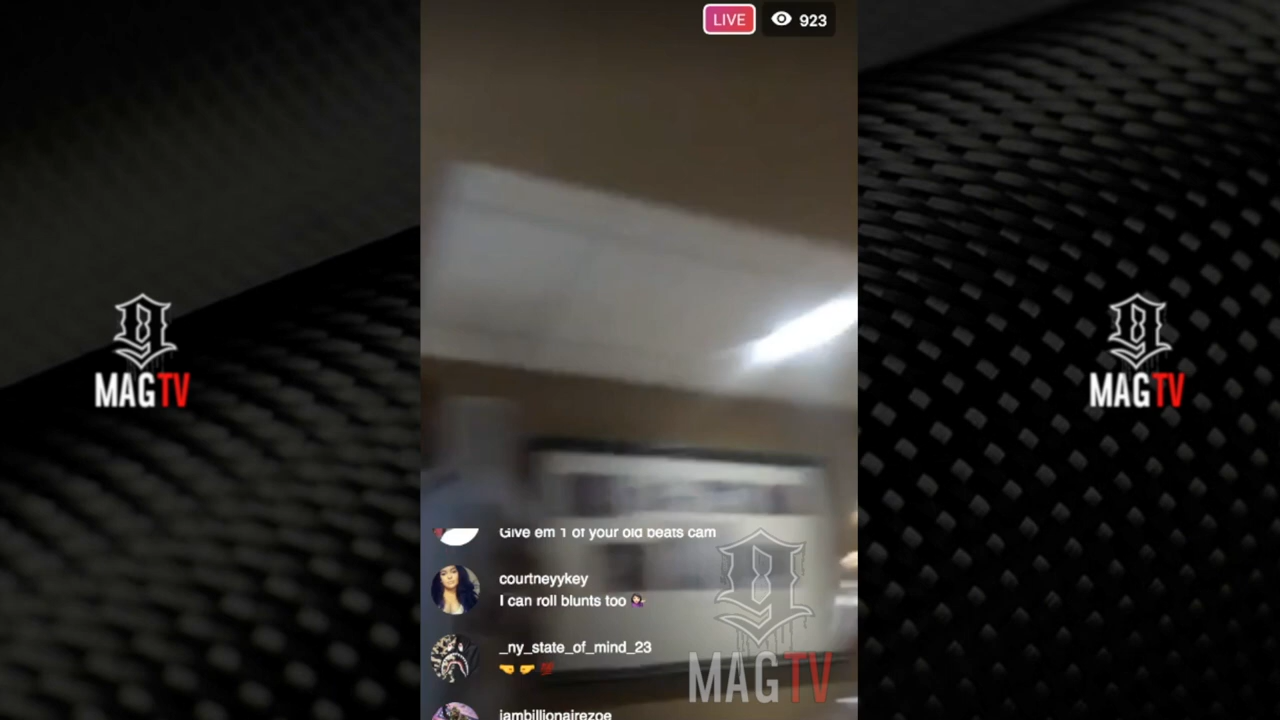 LIVE 923
MAGTV
MAGTV
Give em 1 of your old beats cam
courtneyykey
I can roll blunts too
_ny_state_of_mind_23
MAGTV
iambillionairezoe